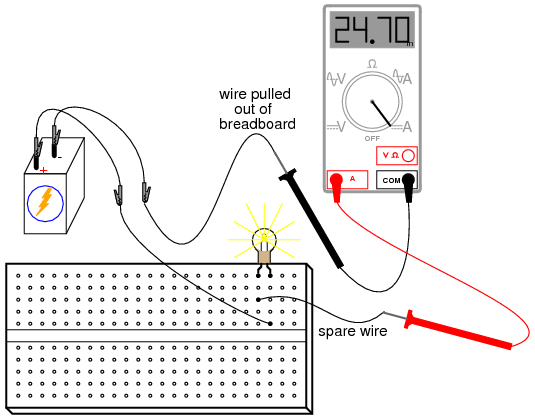 24.70
m
Ω
V
A
V
A
OFF
V Ω
A
COM
wire pulled
out of
breadboard
+
-
spare wire